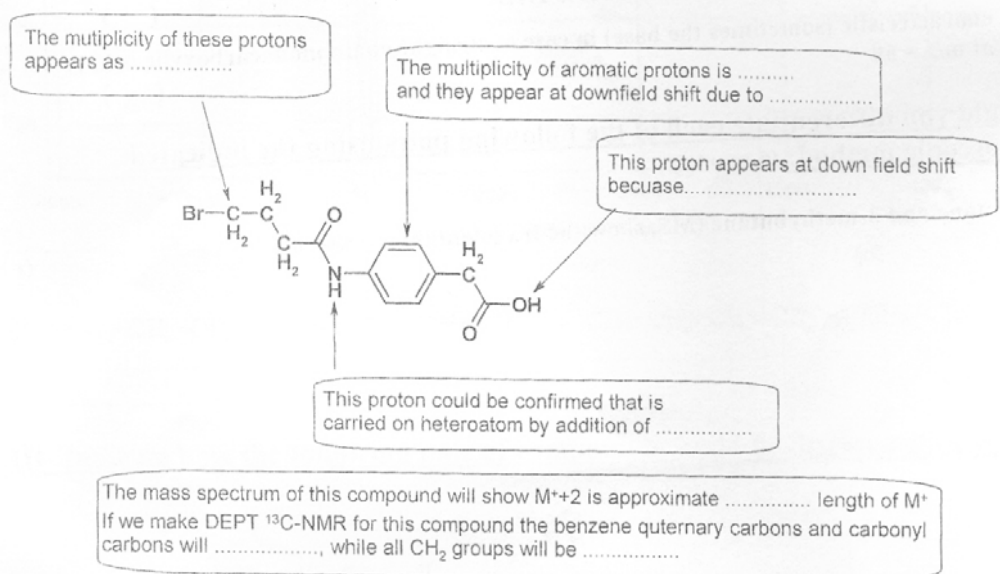 The mutiplicity of these protons
appears as ..................
The multiplicity of aromatic protons is ..........
and they appear at downfield shift due to ..................
This proton appears at down field shift
becuase..............................
H₂
Br-C-C
H₂
O
C
H₂
N
H
H₂
C
OH
O
This proton could be confirmed that is
carried on heteroatom by addition of .................
The mass spectrum of this compound will show M⁺+2 is approximate ............... length of M⁺
If we make DEPT ¹³C-NMR for this compound the benzene quternary carbons and carbonyl
carbons will .................., while all CH₂ groups will be ................